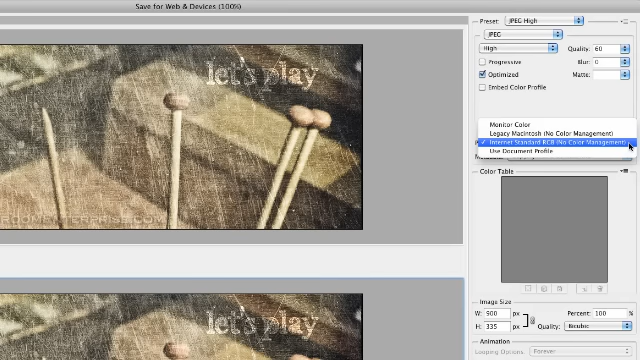 Save for Web & Devices (100%)
Preset: JPEG High
JPEG
High
Quality: 60
Progressive
Blur: 0
Optimized
Matte:
Embed Color Profile
Monitor Color
Legacy Macintosh (No Color Management)
✓ Internet Standard RGB (No Color Management)
Use Document Profile
Color Table
Image Size
W: 900 px
Percent: 100 %
H: 335 px
Quality: Bicubic
Animation
Looping Options: Forever
let's play
let's play